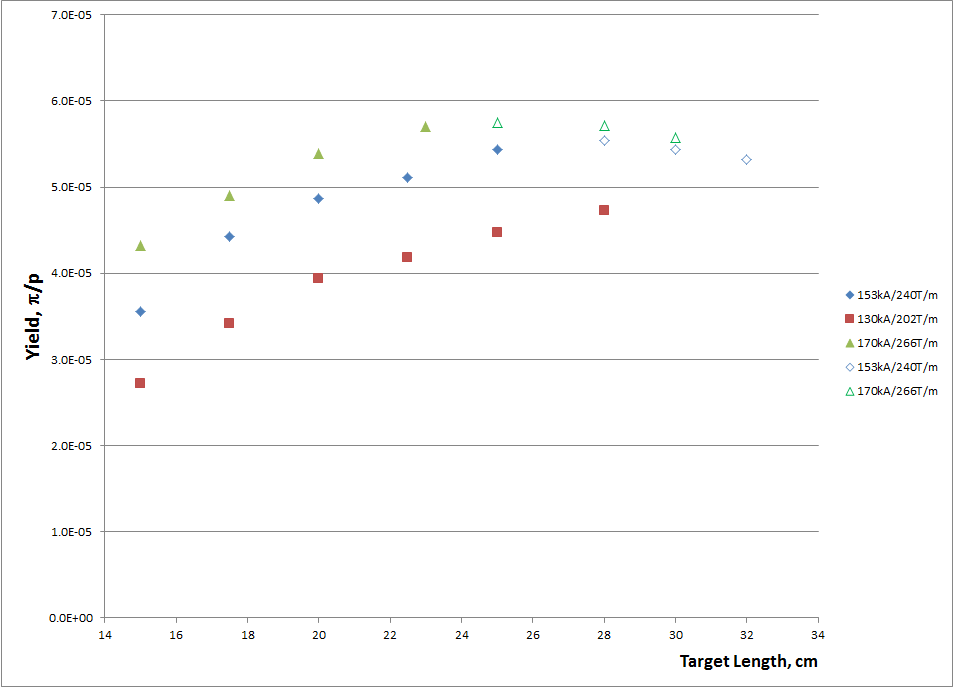 7.0E-05
6.0E-05
5.0E-05
4.0E-05
3.0E-05
2.0E-05
1.0E-05
0.0E+00
Yield, π/p
14 16 18 20 22 24 26 28 30 32 34
Target Length, cm
153kA/240T/m
130kA/202T/m
170kA/266T/m
153kA/240T/m
170kA/266T/m